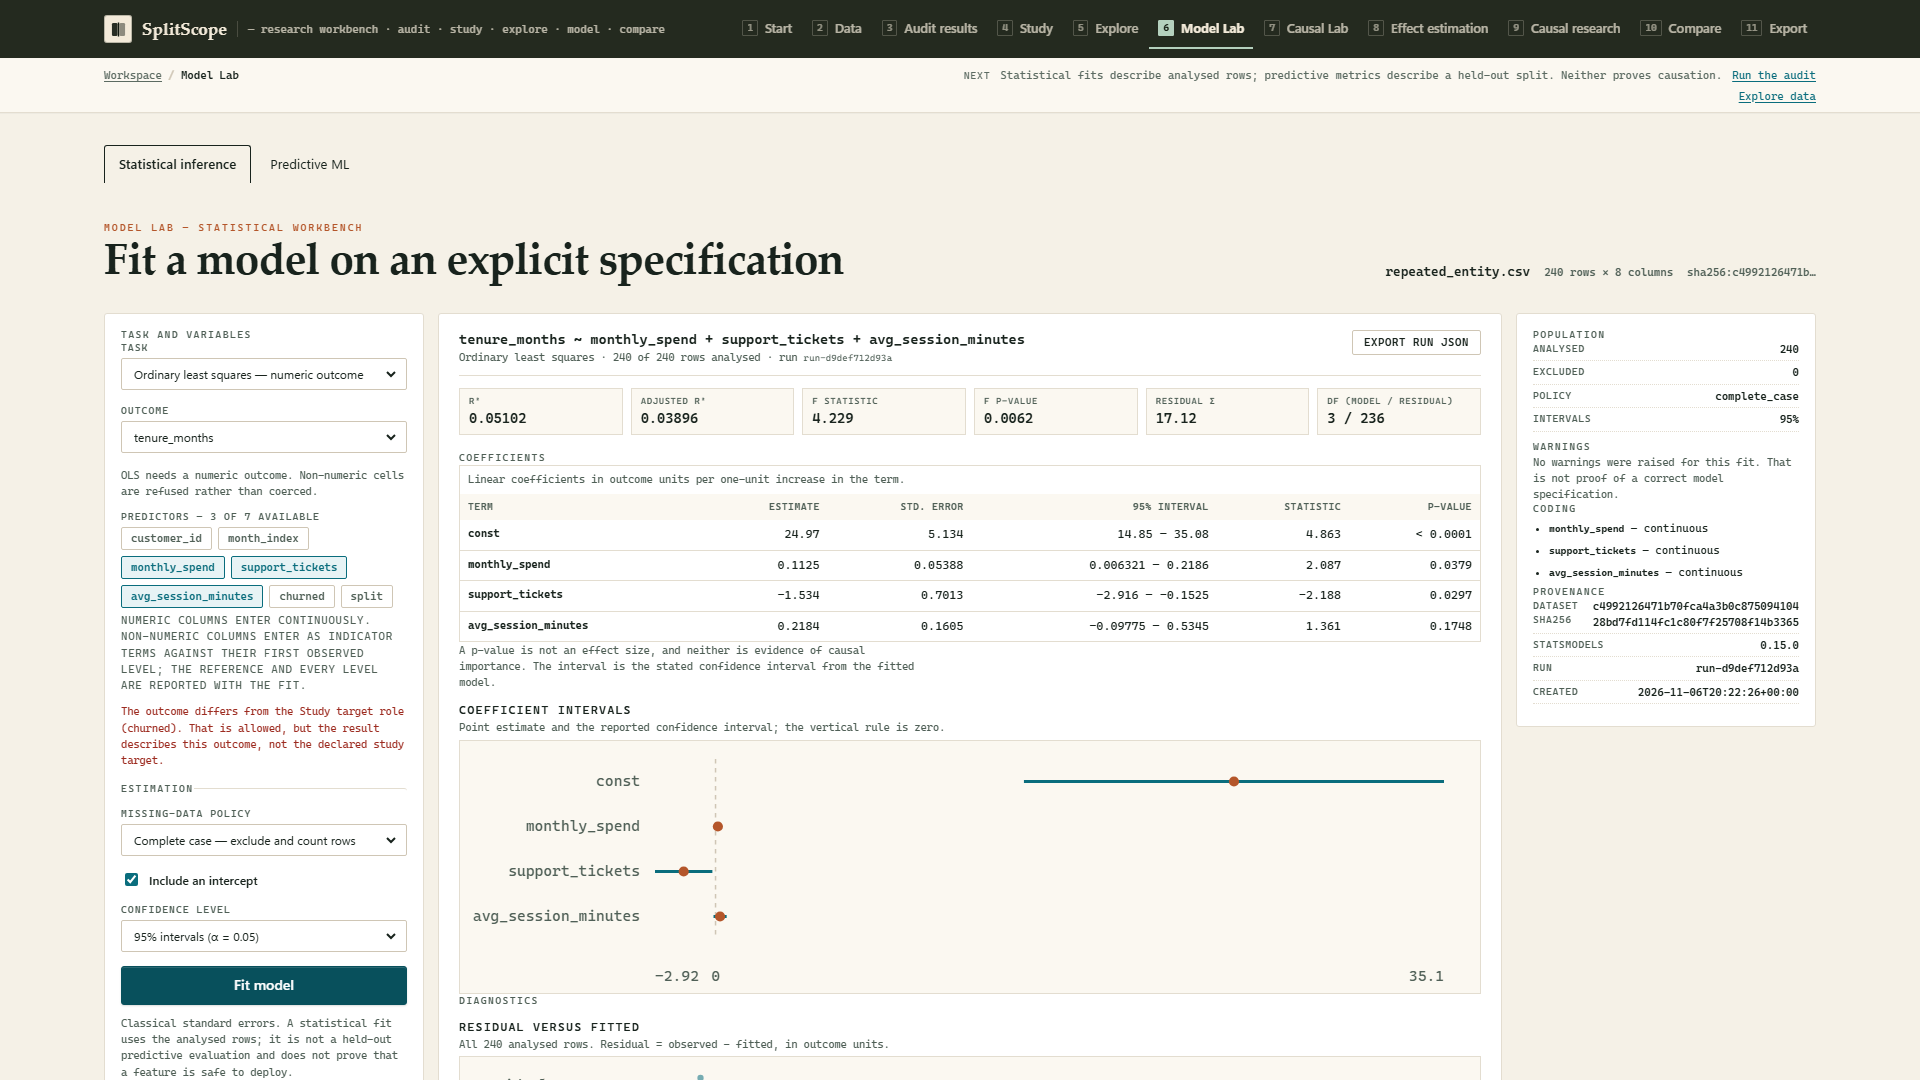 SplitScope
— research workbench · audit · study · explore · model · compare
1 Start
2 Data
3 Audit results
4 Study
5 Explore
6 Model Lab
7 Causal Lab
8 Effect estimation
9 Causal research
10 Compare
11 Export
Workspace / Model Lab
NEXT Statistical fits describe analysed rows; predictive metrics describe a held-out split. Neither proves causation. Run the audit
Explore data
Statistical inference
Predictive ML
MODEL LAB — STATISTICAL WORKBENCH
Fit a model on an explicit specification
repeated_entity.csv 240 rows × 8 columns sha256:c4992126471b…
TASK AND VARIABLES
TASK
Ordinary least squares — numeric outcome
OUTCOME
tenure_months
OLS needs a numeric outcome. Non-numeric cells
are refused rather than coerced.
PREDICTORS — 3 OF 7 AVAILABLE
customer_id month_index
monthly_spend support_tickets
avg_session_minutes churned split
NUMERIC COLUMNS ENTER CONTINUOUSLY.
NON-NUMERIC COLUMNS ENTER AS INDICATOR
TERMS AGAINST THEIR FIRST OBSERVED
LEVEL; THE REFERENCE AND EVERY LEVEL
ARE REPORTED WITH THE FIT.
The outcome differs from the Study target role
(churned). That is allowed, but the result
describes this outcome, not the declared study
target.
ESTIMATION
MISSING-DATA POLICY
Complete case — exclude and count rows
Include an intercept
CONFIDENCE LEVEL
95% intervals (α = 0.05)
Fit model
Classical standard errors. A statistical fit
uses the analysed rows; it is not a held-out
predictive evaluation and does not prove that
a feature is safe to deploy.
tenure_months ~ monthly_spend + support_tickets + avg_session_minutes
Ordinary least squares · 240 of 240 rows analysed · run run-d9def712d93a
EXPORT RUN JSON
R² 0.05102
ADJUSTED R² 0.03896
F STATISTIC 4.229
F P-VALUE 0.0062
RESIDUAL Σ 17.12
DF (MODEL / RESIDUAL) 3 / 236
COEFFICIENTS
Linear coefficients in outcome units per one-unit increase in the term.
TERM ESTIMATE STD. ERROR 95% INTERVAL STATISTIC P-VALUE
const 24.97 5.134 14.85 – 35.08 4.863 < 0.0001
monthly_spend 0.1125 0.05388 0.006321 – 0.2186 2.087 0.0379
support_tickets −1.534 0.7013 −2.916 – −0.1525 −2.188 0.0297
avg_session_minutes 0.2184 0.1605 −0.09775 – 0.5345 1.361 0.1748
A p-value is not an effect size, and neither is evidence of causal
importance. The interval is the stated confidence interval from the fitted
model.
COEFFICIENT INTERVALS
Point estimate and the reported confidence interval; the vertical rule is zero.
const
monthly_spend
support_tickets
avg_session_minutes
−2.92 0 35.1
DIAGNOSTICS
RESIDUAL VERSUS FITTED
All 240 analysed rows. Residual = observed − fitted, in outcome units.
POPULATION
ANALYSED 240
EXCLUDED 0
POLICY complete_case
INTERVALS 95%
WARNINGS
No warnings were raised for this fit. That
is not proof of a correct model
specification.
CODING
• monthly_spend — continuous
• support_tickets — continuous
• avg_session_minutes — continuous
PROVENANCE
DATASET c4992126471b70fca4a3b0c875094104
SHA256 28bd7fd114fc1c80f7f25708f14b3365
STATSMODELS 0.15.0
RUN run-d9def712d93a
CREATED 2026-11-06T20:22:26+00:00